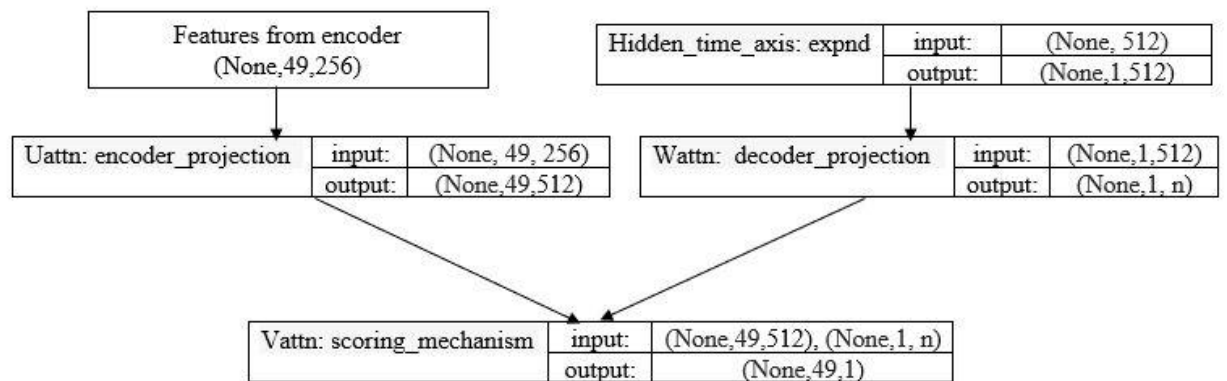 Features from encoder
(None,49,256)
Hidden_time_axis: expnd
input:
(None, 512)
output:
(None,1,512)
Uattn: encoder_projection
input:
(None, 49, 256)
output:
(None,49,512)
Wattn: decoder_projection
input:
(None,1,512)
output:
(None,1, n)
Vattn: scoring_mechanism
input:
(None,49,512), (None,1, n)
output:
(None,49,1)